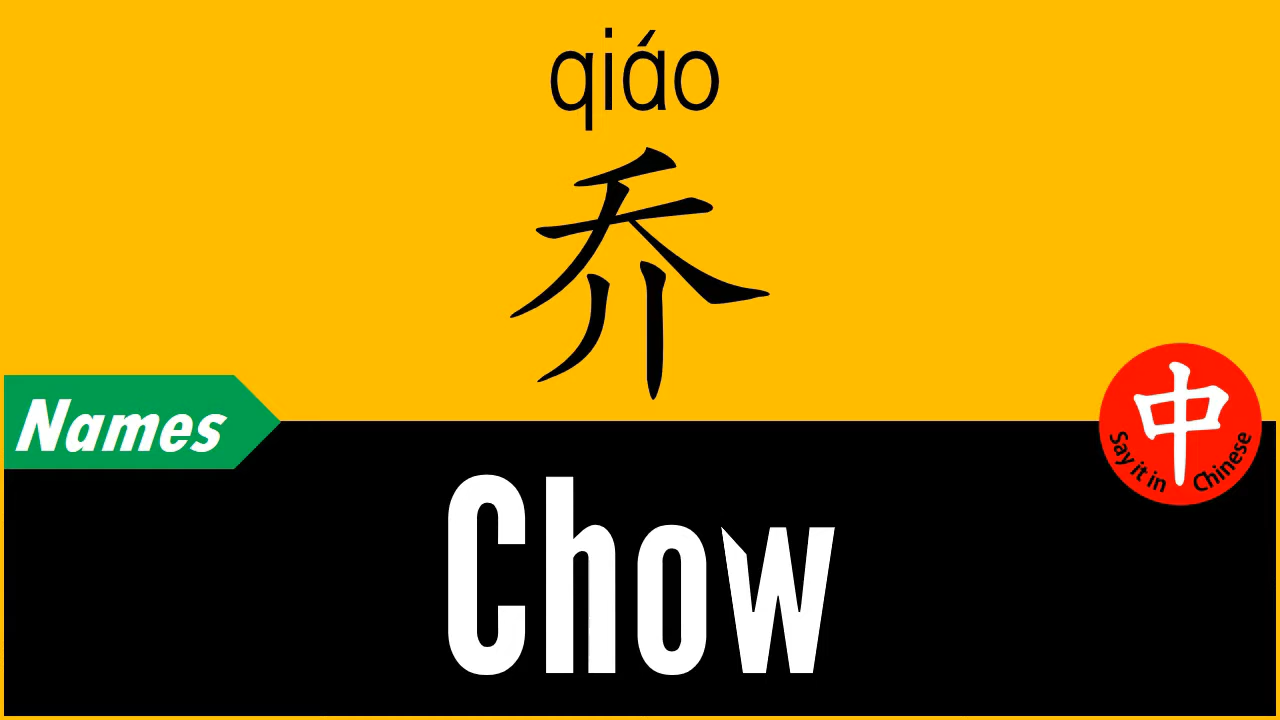 qiáo
乔
Names
中
Say it in Chinese
Chow